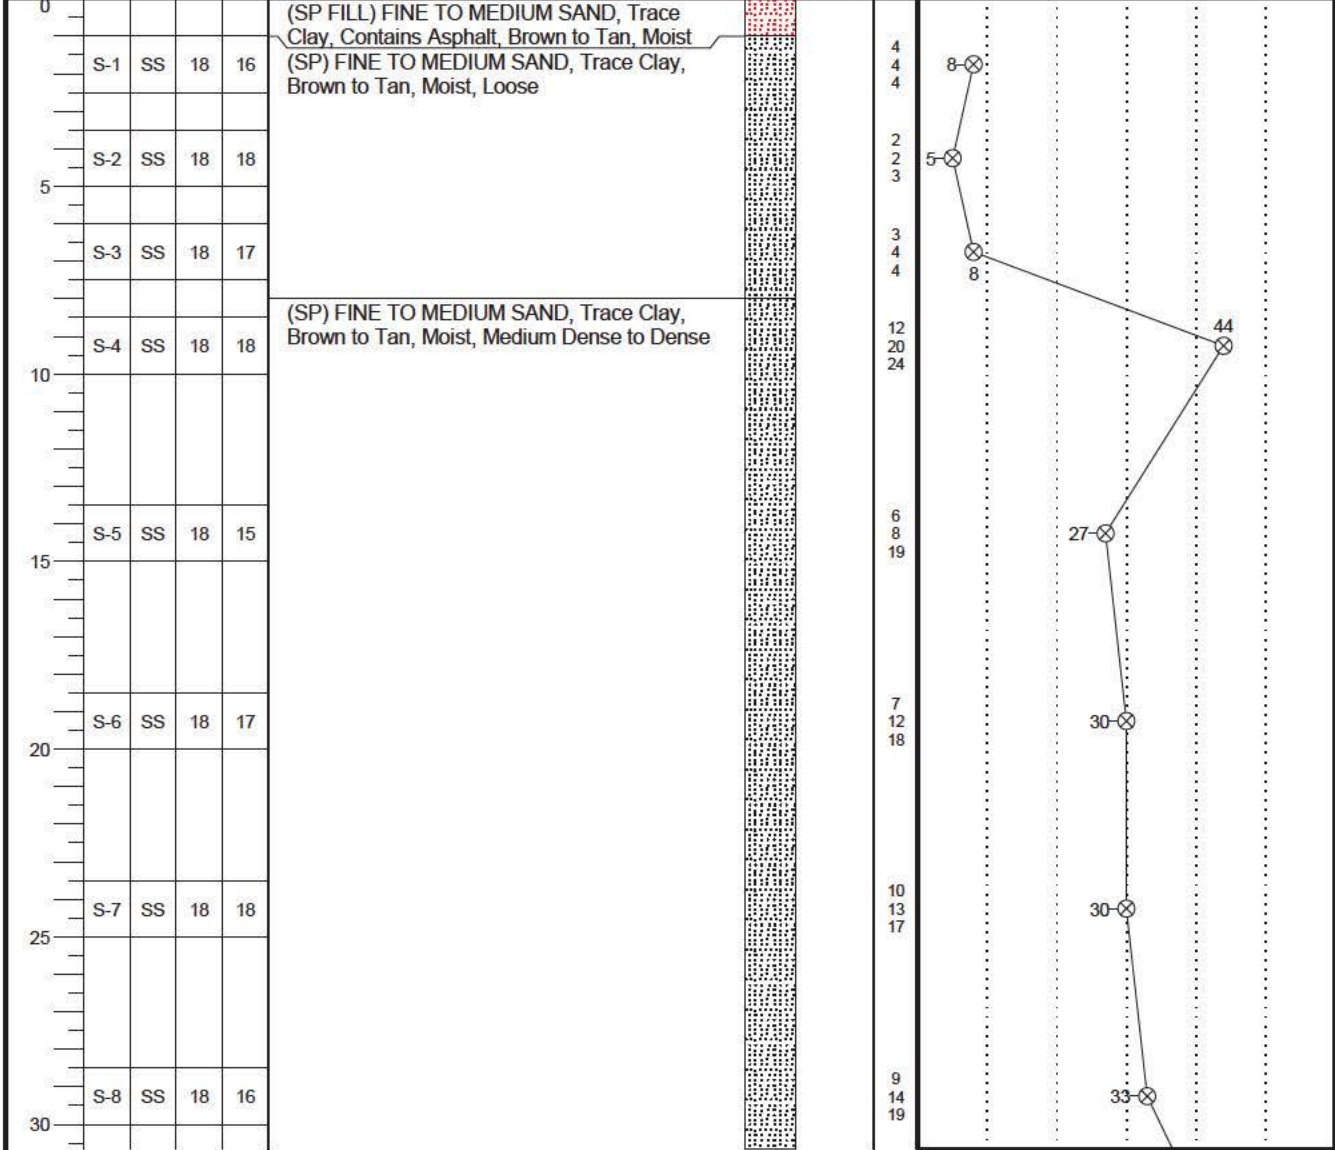 0
(SP FILL) FINE TO MEDIUM SAND, Trace
Clay, Contains Asphalt, Brown to Tan, Moist
S-1 SS 18 16
(SP) FINE TO MEDIUM SAND, Trace Clay,
Brown to Tan, Moist, Loose
4
4
4
8
S-2 SS 18 18
2
2
3
5
5
S-3 SS 18 17
3
4
4
8
(SP) FINE TO MEDIUM SAND, Trace Clay,
Brown to Tan, Moist, Medium Dense to Dense
S-4 SS 18 18
12
20
24
44
10
S-5 SS 18 15
6
8
19
27
15
S-6 SS 18 17
7
12
18
30
20
S-7 SS 18 18
10
13
17
30
25
S-8 SS 18 16
9
14
19
33
30